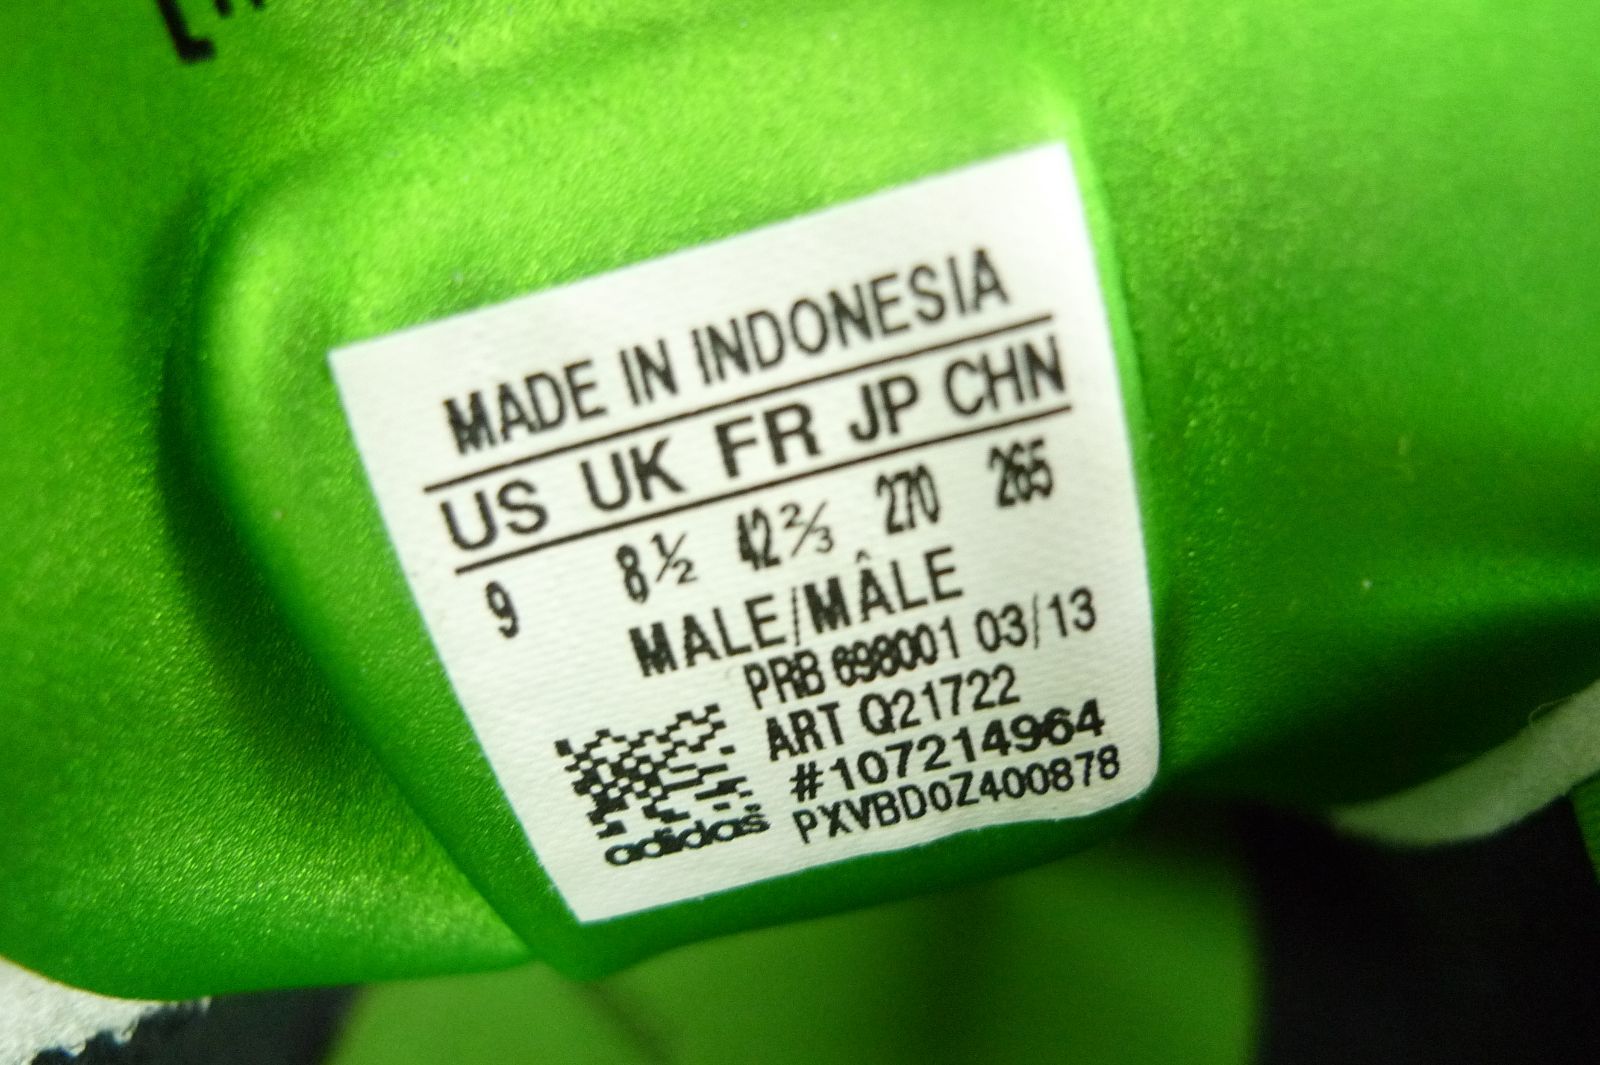 MADE IN INDONESIA
US UK FR JP CHN
9 8½ 42⅔ 270 265
MALE/MÂLE
PRB 698001 03/13
ART Q21722
#107214964
PXVBD0Z400878
adidas